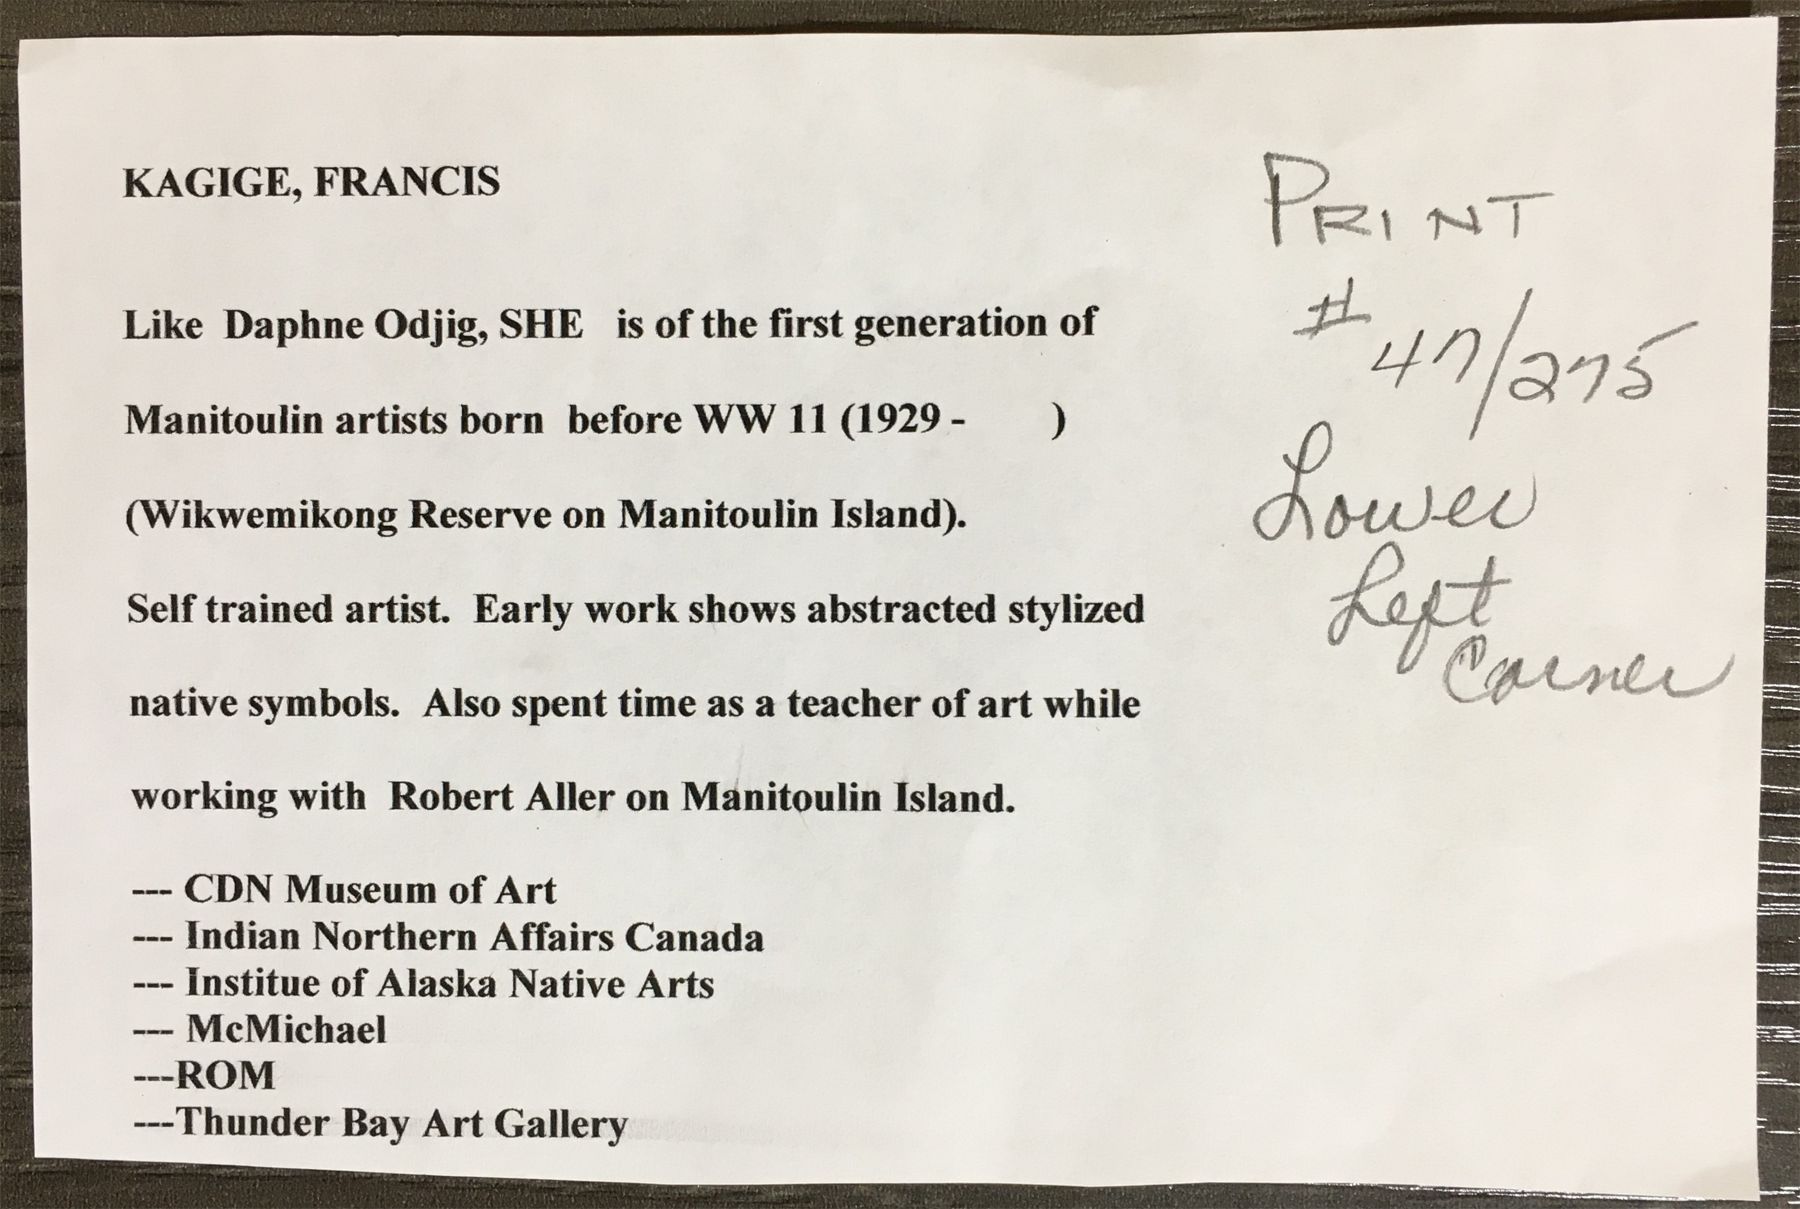 KAGIGE, FRANCIS
Like Daphne Odjig, SHE is of the first generation of
Manitoulin artists born before WW 11 (1929 - )
(Wikwemikong Reserve on Manitoulin Island).
Self trained artist. Early work shows abstracted stylized
native symbols. Also spent time as a teacher of art while
working with Robert Aller on Manitoulin Island.
--- CDN Museum of Art
--- Indian Northern Affairs Canada
--- Institue of Alaska Native Arts
--- McMichael
---ROM
---Thunder Bay Art Gallery
PRINT
# 47/275
Lower
Left
Corner